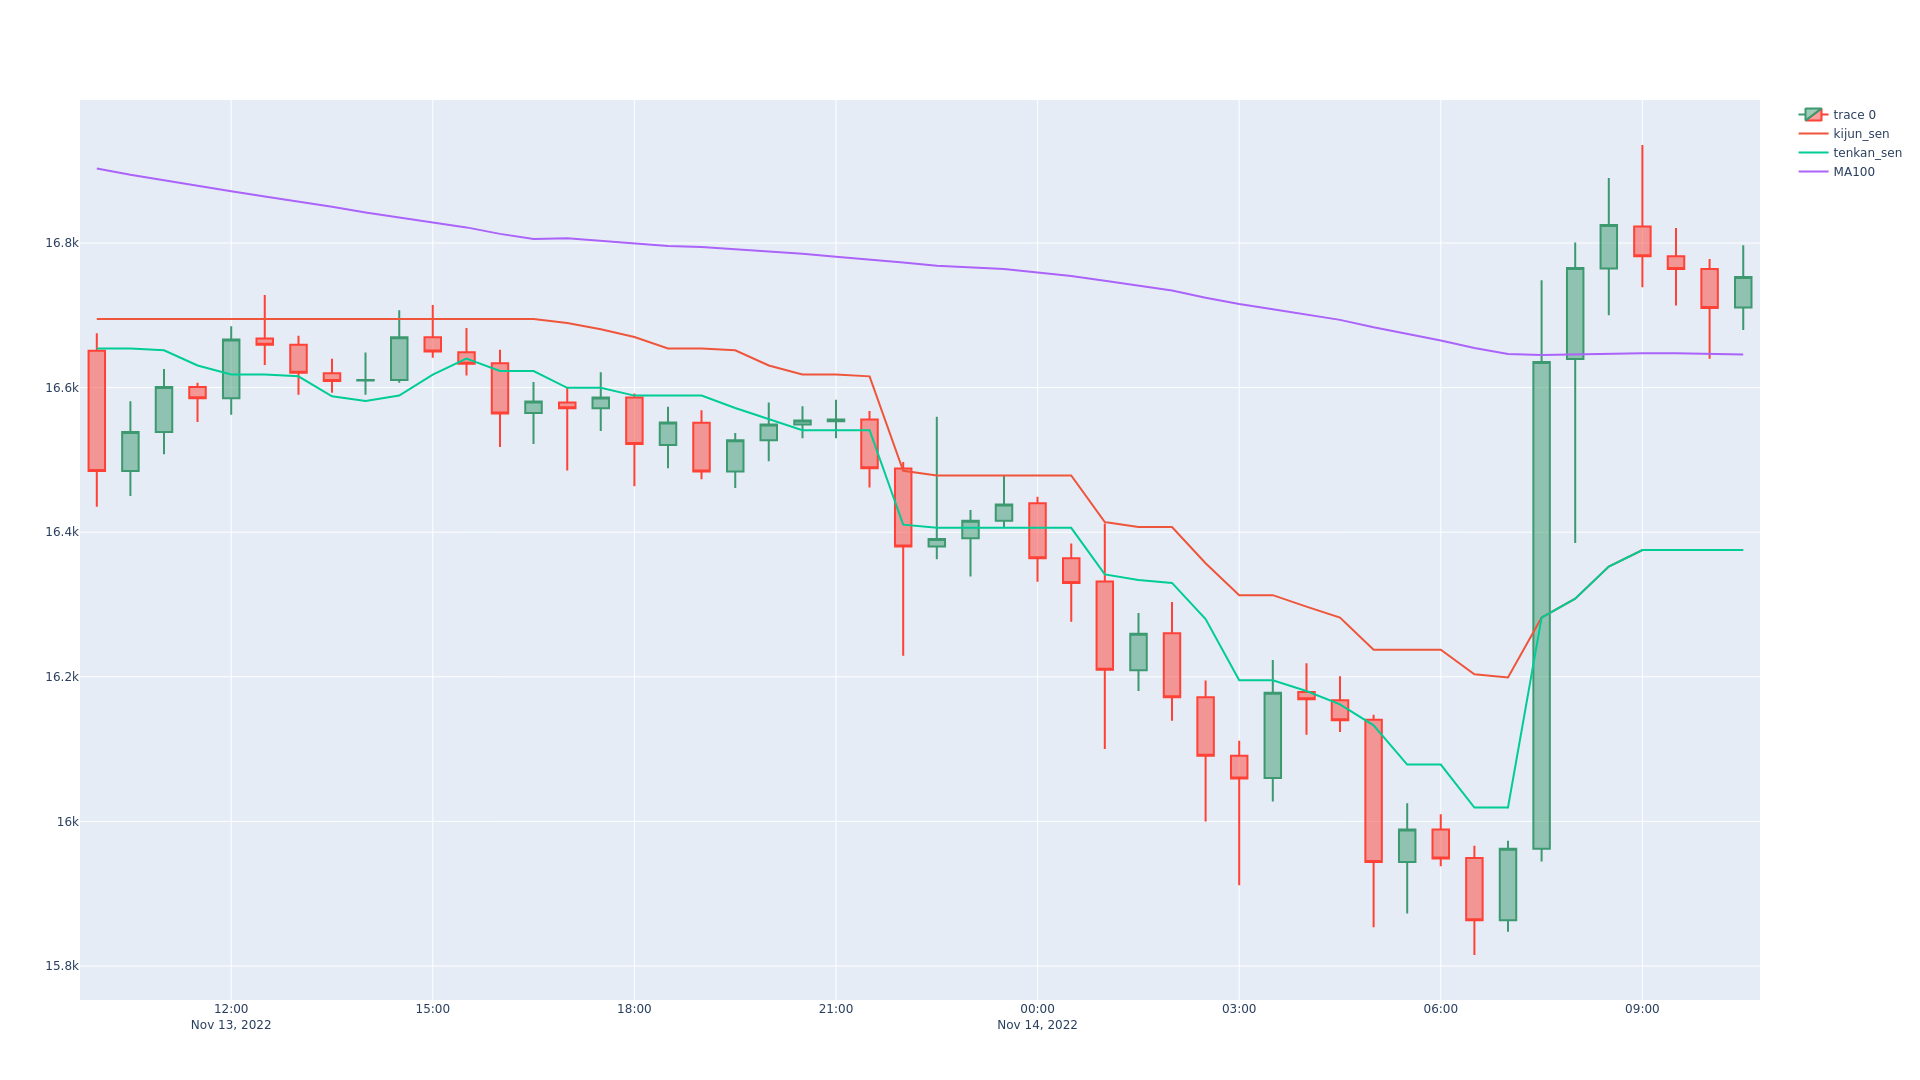 trace 0
kijun_sen
tenkan_sen
MA100
16.8k
16.6k
16.4k
16.2k
16k
15.8k
12:00 15:00 18:00 21:00 00:00 03:00 06:00 09:00
Nov 13, 2022 Nov 14, 2022